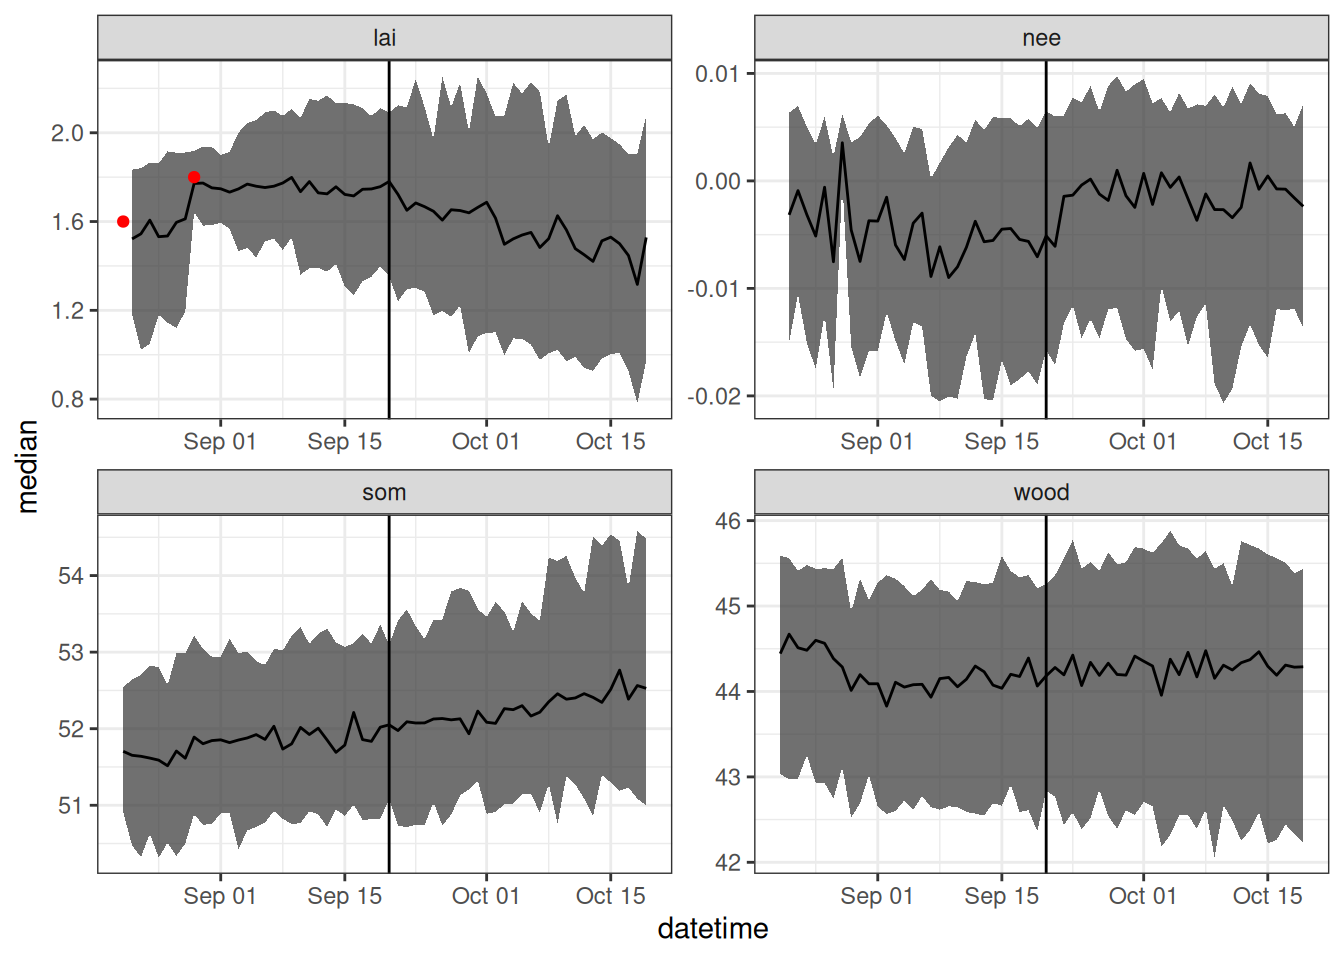 lai
nee
2.0
1.6
1.2
0.8
0.01
0.00
-0.01
-0.02
Sep 01 Sep 15 Oct 01 Oct 15
Sep 01 Sep 15 Oct 01 Oct 15
median
som
wood
54
53
52
51
46
45
44
43
42
Sep 01 Sep 15 Oct 01 Oct 15
Sep 01 Sep 15 Oct 01 Oct 15
datetime